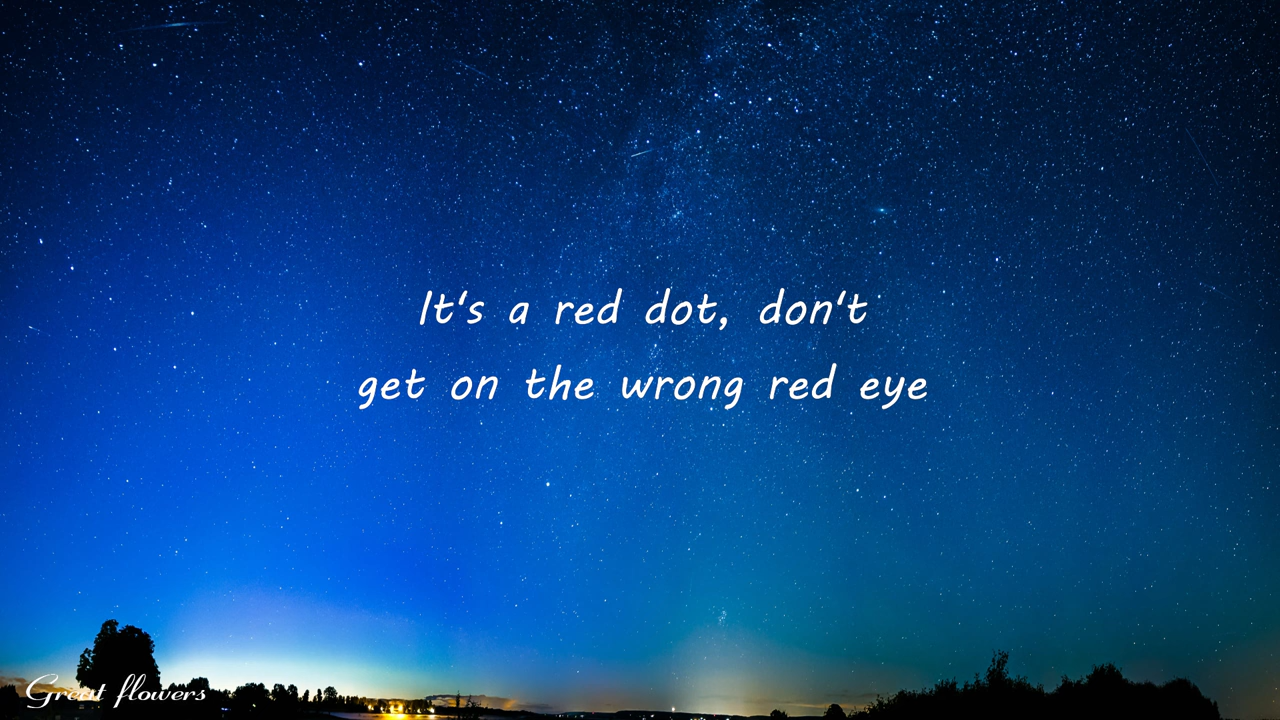 It's a red dot, don't
get on the wrong red eye
Great flowers